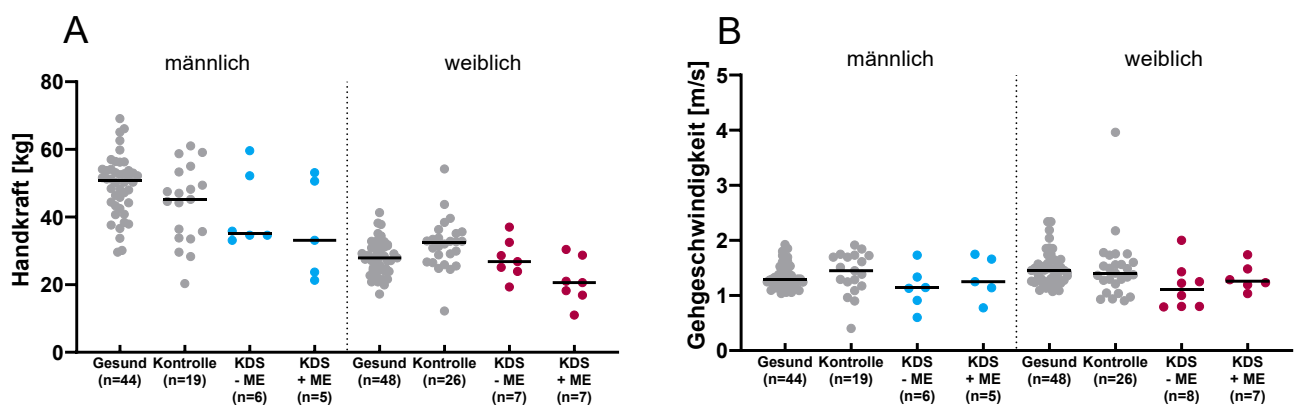 A
männlich
weiblich
Handkraft [kg]
80
60
40
20
0
Gesund Kontrolle KDS KDS Gesund Kontrolle KDS KDS
(n=44) (n=19) - ME + ME (n=48) (n=26) - ME + ME
(n=6) (n=5) (n=7) (n=7)
B
männlich
weiblich
Gehgeschwindigkeit [m/s]
5
4
3
2
1
0
Gesund Kontrolle KDS KDS Gesund Kontrolle KDS KDS
(n=44) (n=19) - ME + ME (n=48) (n=26) - ME + ME
(n=6) (n=5) (n=8) (n=7)